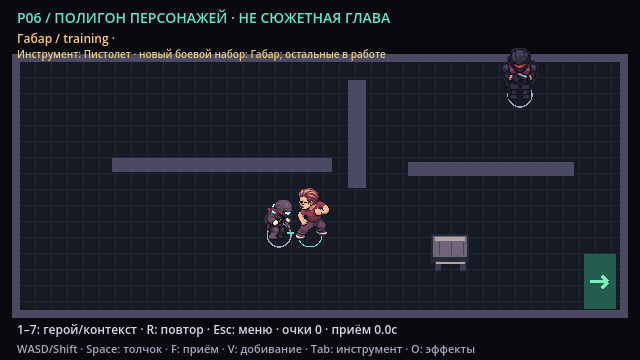 P06 / ПОЛИГОН ПЕРСОНАЖЕЙ · НЕ СЮЖЕТНАЯ ГЛАВА
Габар / training ·
Инструмент: Пистолет · новый боевой набор: Габар; остальные в работе
1–7: герой/контекст · R: повтор · Esc: меню · очки 0 · приём 0.0с
WASD/Shift · Space: толчок · F: приём · V: добивание · Tab: инструмент · O: эффекты